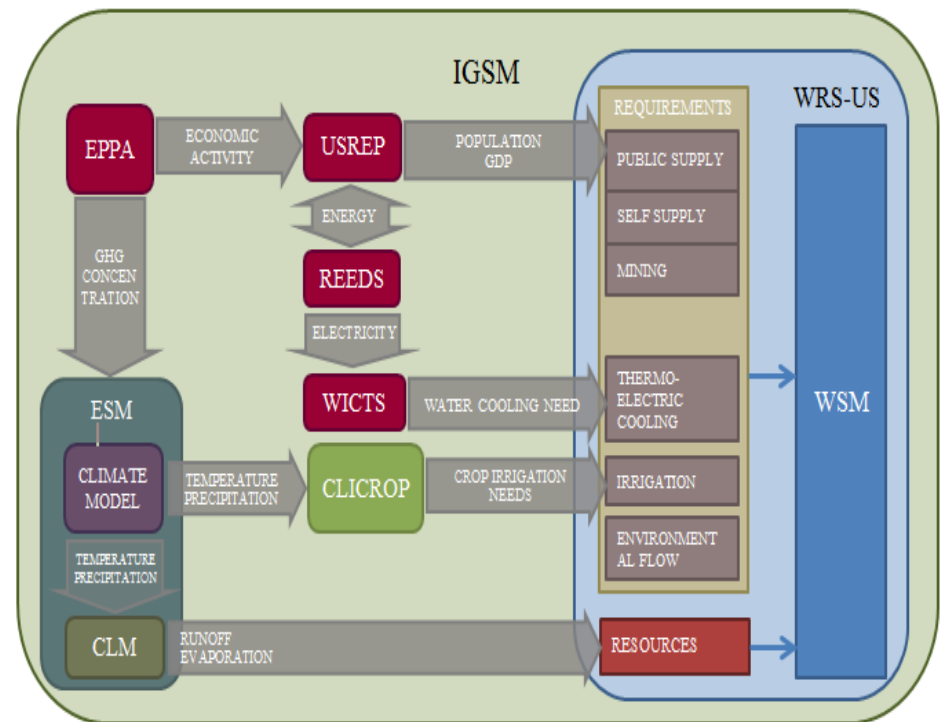 IGSM
WRS-US
REQUIREMENTS
EPPA
ECONOMIC
ACTIVITY
USREP
POPULATION
GDP
PUBLIC SUPPLY
ENERGY
SELF SUPPLY
GHG
CONCEN
TRATION
REEDS
MINING
ELECTRICITY
ESM
WICTS
WATER COOLING NEED
THERMO-
ELECTRIC
COOLING
WSM
CLIMATE
MODEL
TEMPERATURE
PRECIPITATION
CLICROP
CROP IRRIGATION
NEEDS
IRRIGATION
TEMPERATURE
PRECIPITATION
ENVIRONMENT
AL FLOW
CLM
RUNOFF
EVAPORATION
RESOURCES